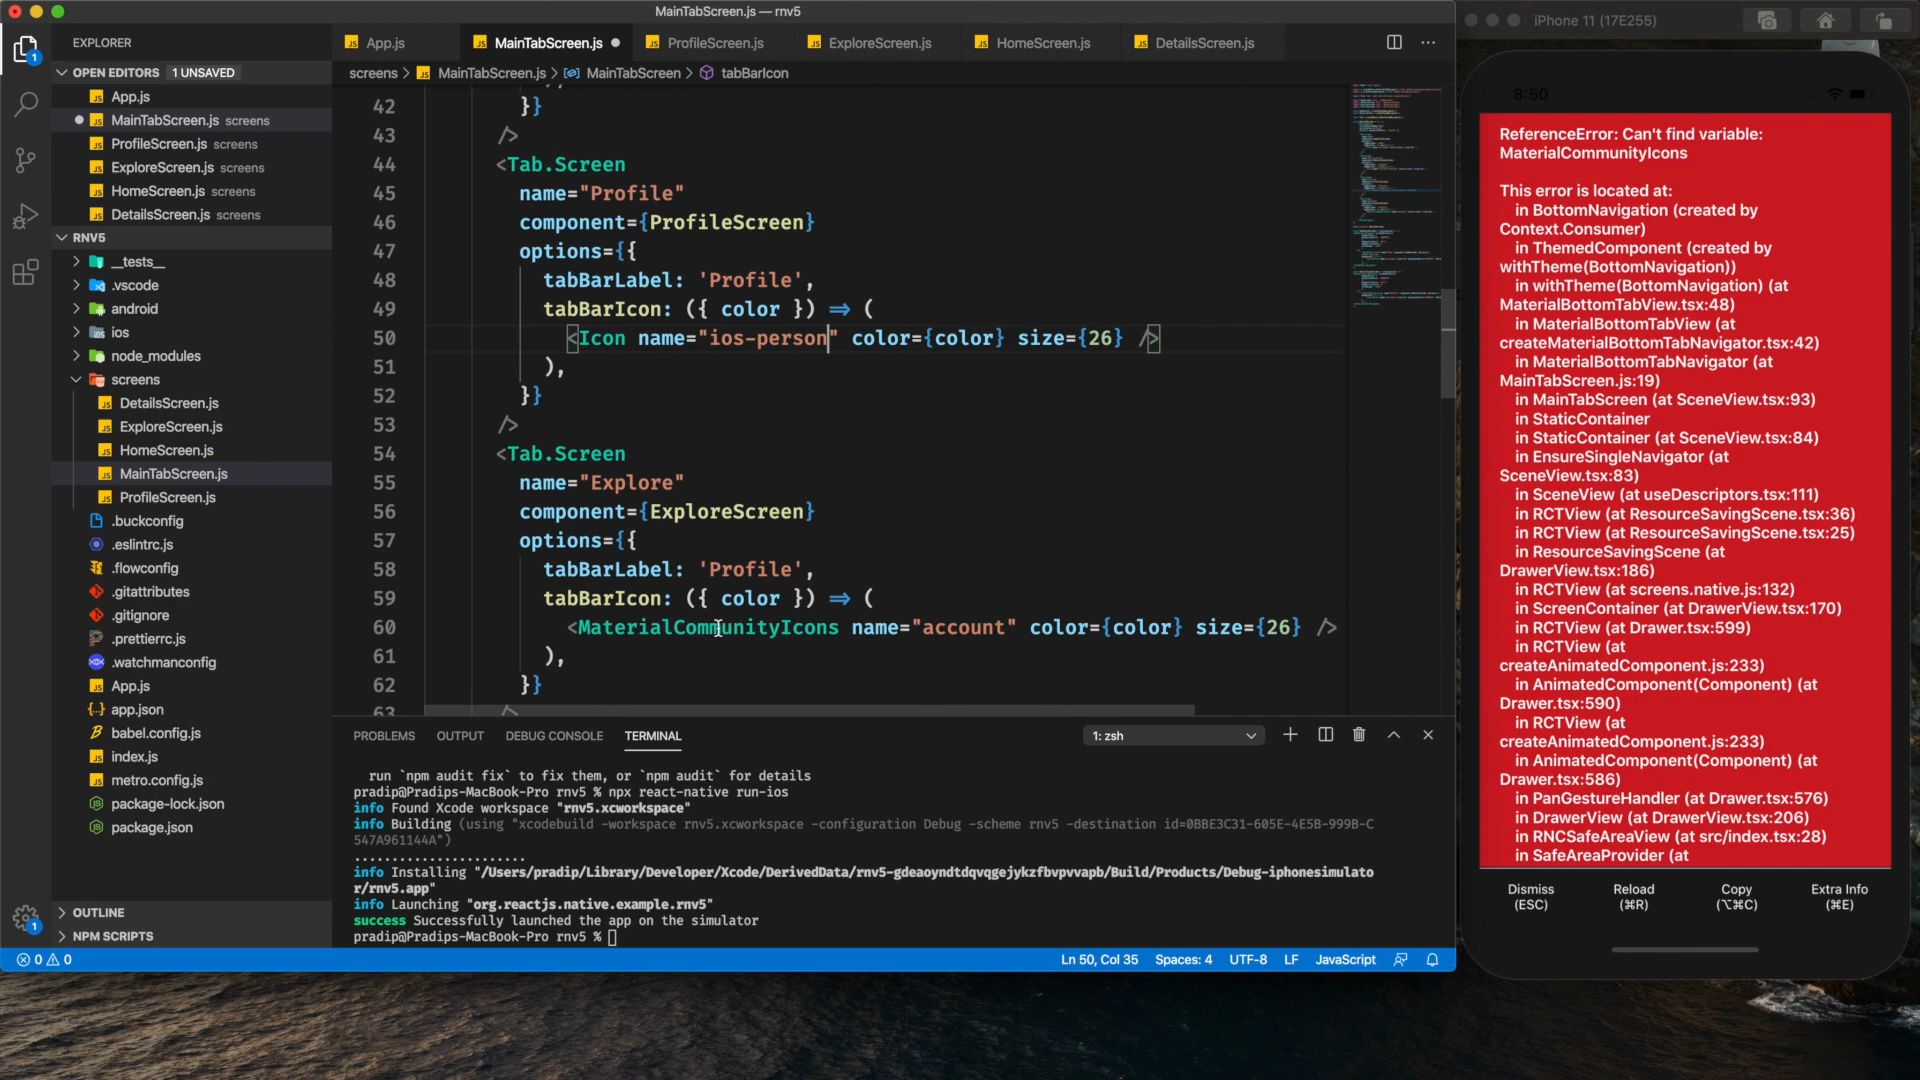 MainTabScreen.js — rnv5
iPhone 11 (17E255)
EXPLORER
App.js
MainTabScreen.js
ProfileScreen.js
ExploreScreen.js
HomeScreen.js
DetailsScreen.js
OPEN EDITORS 1 UNSAVED
App.js
MainTabScreen.js screens
ProfileScreen.js screens
ExploreScreen.js screens
HomeScreen.js screens
DetailsScreen.js screens
RNV5
__tests__
.vscode
android
ios
node_modules
screens
DetailsScreen.js
ExploreScreen.js
HomeScreen.js
MainTabScreen.js
ProfileScreen.js
.buckconfig
.eslintrc.js
.flowconfig
.gitattributes
.gitignore
.prettierrc.js
.watchmanconfig
App.js
app.json
babel.config.js
index.js
metro.config.js
package-lock.json
package.json
OUTLINE
NPM SCRIPTS
screens > MainTabScreen.js > MainTabScreen > tabBarIcon
42 }}
43 />
44 <Tab.Screen
45 name="Profile"
46 component={ProfileScreen}
47 options={{
48 tabBarLabel: 'Profile',
49 tabBarIcon: ({ color }) => (
50 <Icon name="ios-person" color={color} size={26} />
51 ),
52 }}
53 />
54 <Tab.Screen
55 name="Explore"
56 component={ExploreScreen}
57 options={{
58 tabBarLabel: 'Profile',
59 tabBarIcon: ({ color }) => (
60 <MaterialCommunityIcons name="account" color={color} size={26} />
61 ),
62 }}
63 />
PROBLEMS OUTPUT DEBUG CONSOLE TERMINAL 1: zsh
run `npm audit fix` to fix them, or `npm audit` for details
pradip@Pradips-MacBook-Pro rnv5 % npx react-native run-ios
info Found Xcode workspace "rnv5.xcworkspace"
info Building (using "xcodebuild -workspace rnv5.xcworkspace -configuration Debug -scheme rnv5 -destination id=0BBE3C31-605E-4E5B-999B-C
547A961144A")
.......................
info Installing "/Users/pradip/Library/Developer/Xcode/DerivedData/rnv5-gdeaoyndtdqvqgejykzfbvpvvapb/Build/Products/Debug-iphonesimulato
r/rnv5.app"
info Launching "org.reactjs.native.example.rnv5"
success Successfully launched the app on the simulator
pradip@Pradips-MacBook-Pro rnv5 %
0 0 Ln 50, Col 35 Spaces: 4 UTF-8 LF JavaScript
1
1
8:50
ReferenceError: Can't find variable:
MaterialCommunityIcons
This error is located at:
in BottomNavigation (created by
Context.Consumer)
in ThemedComponent (created by
withTheme(BottomNavigation))
in withTheme(BottomNavigation) (at
MaterialBottomTabView.tsx:48)
in MaterialBottomTabView (at
createMaterialBottomTabNavigator.tsx:42)
in MaterialBottomTabNavigator (at
MainTabScreen.js:19)
in MainTabScreen (at SceneView.tsx:93)
in StaticContainer
in StaticContainer (at SceneView.tsx:84)
in EnsureSingleNavigator (at
SceneView.tsx:83)
in SceneView (at useDescriptors.tsx:111)
in RCTView (at ResourceSavingScene.tsx:36)
in RCTView (at ResourceSavingScene.tsx:25)
in ResourceSavingScene (at
DrawerView.tsx:186)
in RCTView (at screens.native.js:132)
in ScreenContainer (at DrawerView.tsx:170)
in RCTView (at Drawer.tsx:599)
in RCTView (at
createAnimatedComponent.js:233)
in AnimatedComponent(Component) (at
Drawer.tsx:590)
in RCTView (at
createAnimatedComponent.js:233)
in AnimatedComponent(Component) (at
Drawer.tsx:586)
in PanGestureHandler (at Drawer.tsx:576)
in DrawerView (at DrawerView.tsx:206)
in RNCSafeAreaView (at src/index.tsx:28)
in SafeAreaProvider (at
Dismiss Reload Copy Extra Info
(ESC) (⌘R) (⌥⌘C) (⌘E)